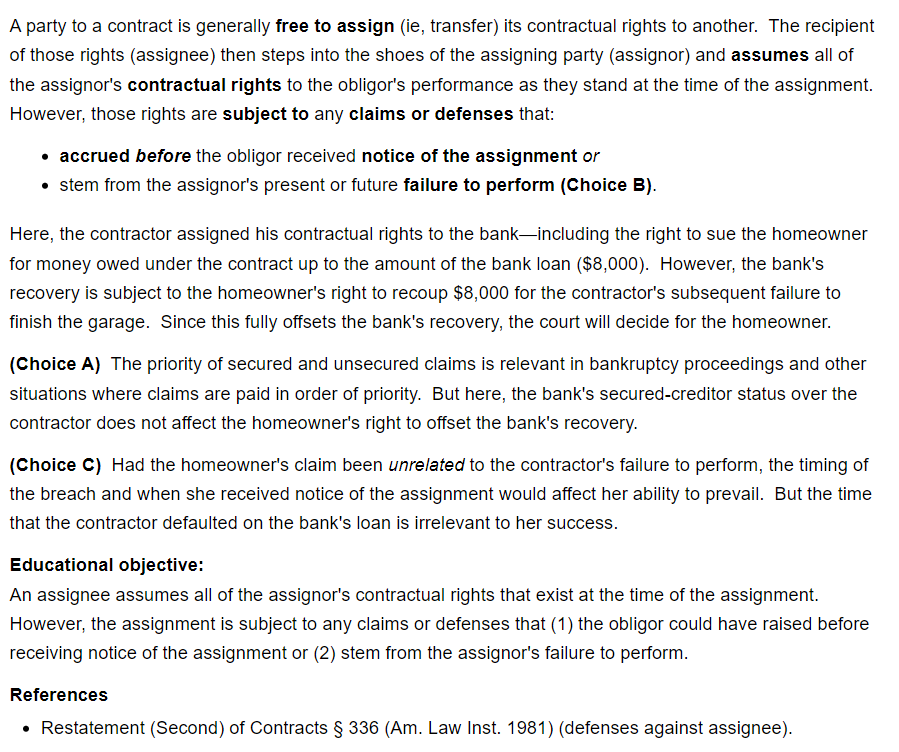 A party to a contract is generally free to assign (ie, transfer) its contractual rights to another.  The recipient
of those rights (assignee) then steps into the shoes of the assigning party (assignor) and assumes all of
the assignor's contractual rights to the obligor's performance as they stand at the time of the assignment.
However, those rights are subject to any claims or defenses that:
• accrued before the obligor received notice of the assignment or
• stem from the assignor's present or future failure to perform (Choice B).
Here, the contractor assigned his contractual rights to the bank—including the right to sue the homeowner
for money owed under the contract up to the amount of the bank loan ($8,000).  However, the bank's
recovery is subject to the homeowner's right to recoup $8,000 for the contractor's subsequent failure to
finish the garage.  Since this fully offsets the bank's recovery, the court will decide for the homeowner.
(Choice A)  The priority of secured and unsecured claims is relevant in bankruptcy proceedings and other
situations where claims are paid in order of priority.  But here, the bank's secured-creditor status over the
contractor does not affect the homeowner's right to offset the bank's recovery.
(Choice C)  Had the homeowner's claim been unrelated to the contractor's failure to perform, the timing of
the breach and when she received notice of the assignment would affect her ability to prevail.  But the time
that the contractor defaulted on the bank's loan is irrelevant to her success.
Educational objective:
An assignee assumes all of the assignor's contractual rights that exist at the time of the assignment.
However, the assignment is subject to any claims or defenses that (1) the obligor could have raised before
receiving notice of the assignment or (2) stem from the assignor's failure to perform.
References
• Restatement (Second) of Contracts § 336 (Am. Law Inst. 1981) (defenses against assignee).